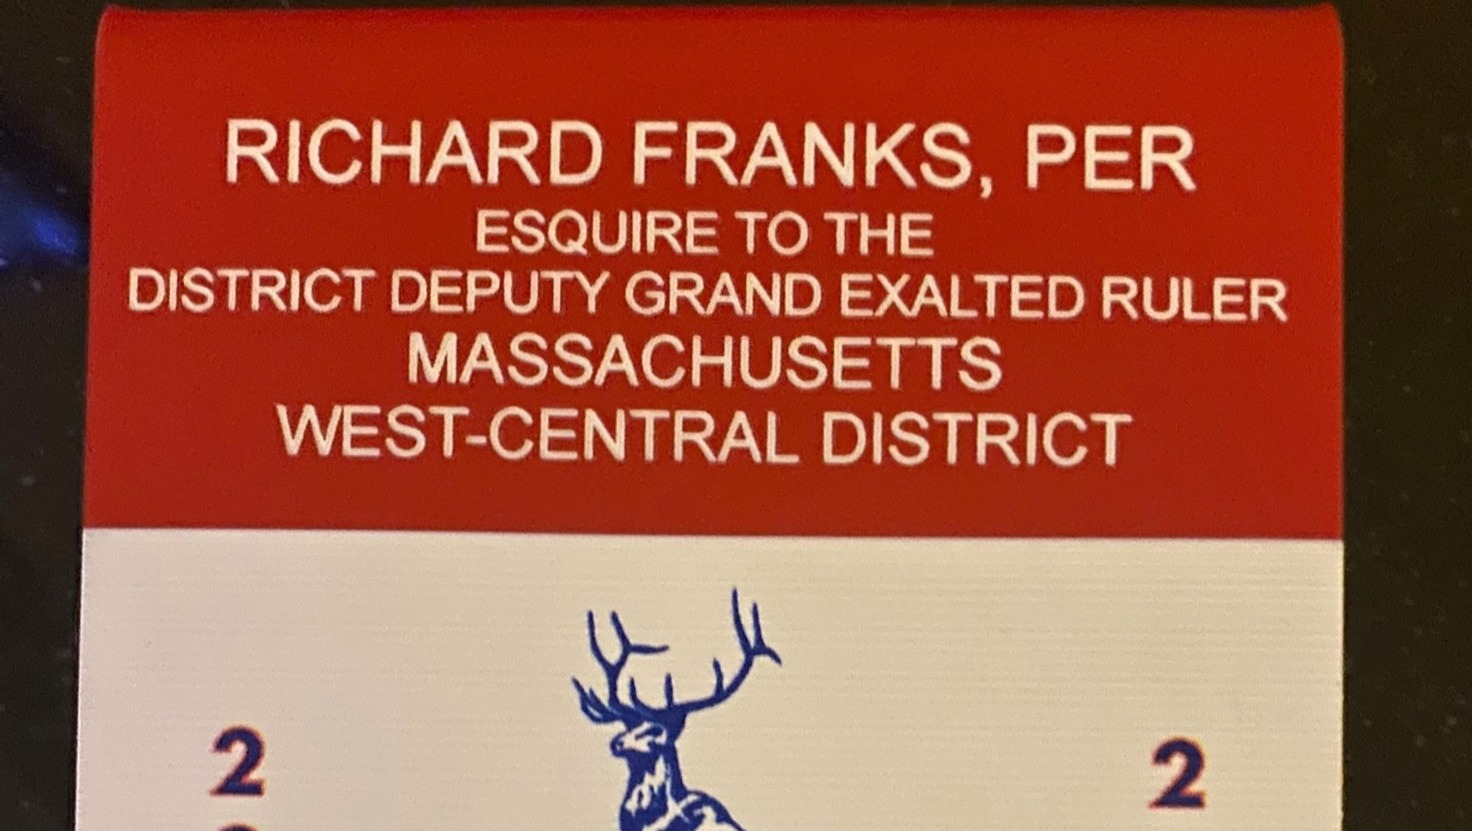 RICHARD FRANKS, PER
ESQUIRE TO THE
DISTRICT DEPUTY GRAND EXALTED RULER
MASSACHUSETTS
WEST-CENTRAL DISTRICT
2 2